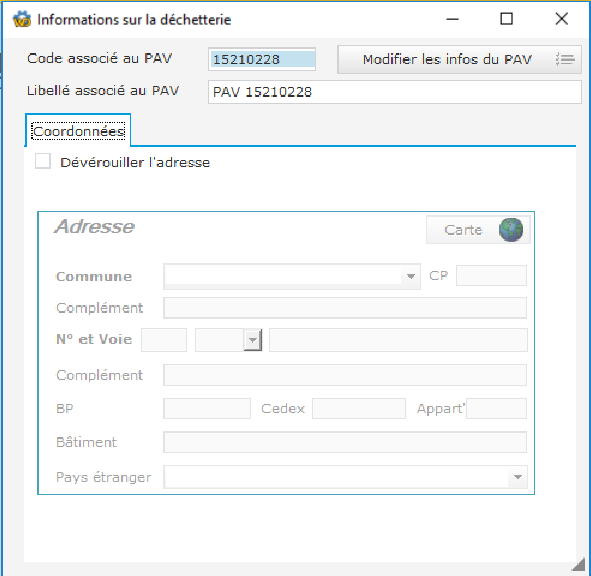 Informations sur la déchetterie
Code associé au PAV 15210228 Modifier les infos du PAV
Libellé associé au PAV PAV 15210228
Coordonnées
Dévérouiller l'adresse
Adresse Carte
Commune CP
Complément
N° et Voie
Complément
BP Cedex Appart'
Bâtiment
Pays étranger